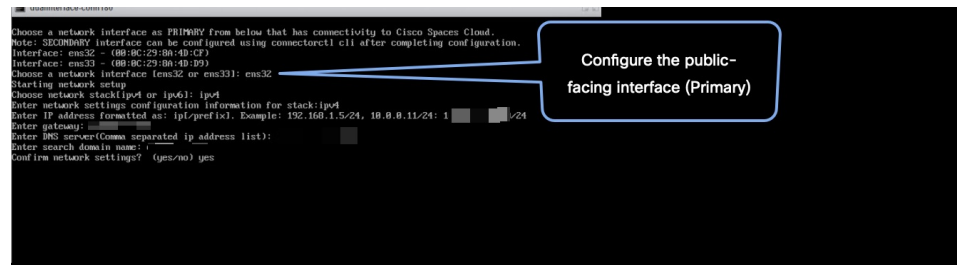 dualinterface-conn180
Choose a network interface as PRIMARY from below that has connectivity to Cisco Spaces Cloud.
Note: SECONDARY interface can be configured using connectorctl cli after completing configuration.
Interface: ens32 - (00:0C:29:8A:4D:CF)
Interface: ens33 - (00:0C:29:8A:4D:D9)
Choose a network interface [ens32 or ens33]: ens32
Starting network setup
Choose network stack[ipv4 or ipv6]: ipv4
Enter network settings configuration information for stack:ipv4
Enter IP address formatted as: ip[/prefix]. Example: 192.168.1.5/24, 10.0.0.11/24: 1 /24
Enter gateway:
Enter DNS server(Comma separated ip address list):
Enter search domain name:
Confirm network settings? (yes/no) yes
Configure the public-
facing interface (Primary)